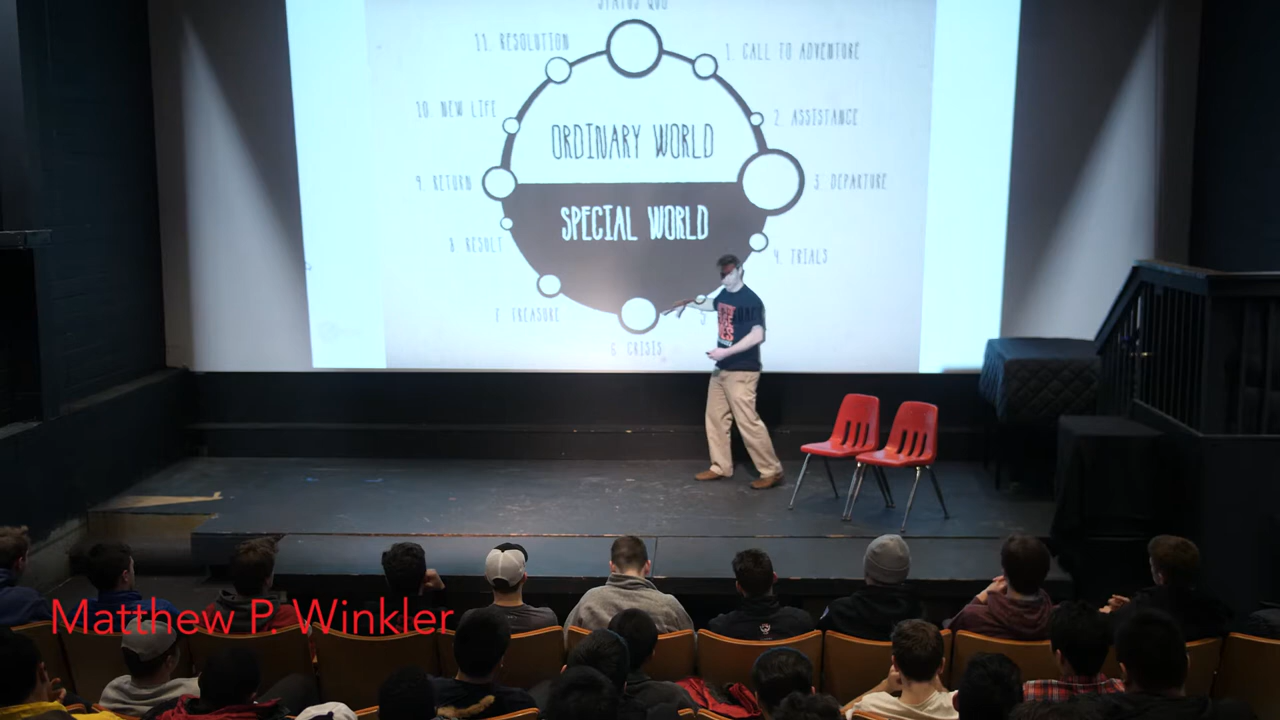 STATUS QUO
11. RESOLUTION
1. CALL TO ADVENTURE
10. NEW LIFE
2. ASSISTANCE
ORDINARY WORLD
9. RETURN
3. DEPARTURE
SPECIAL WORLD
8. RESULT
4. TRIALS
7. TREASURE
5.
6. CRISIS
Matthew P. Winkler